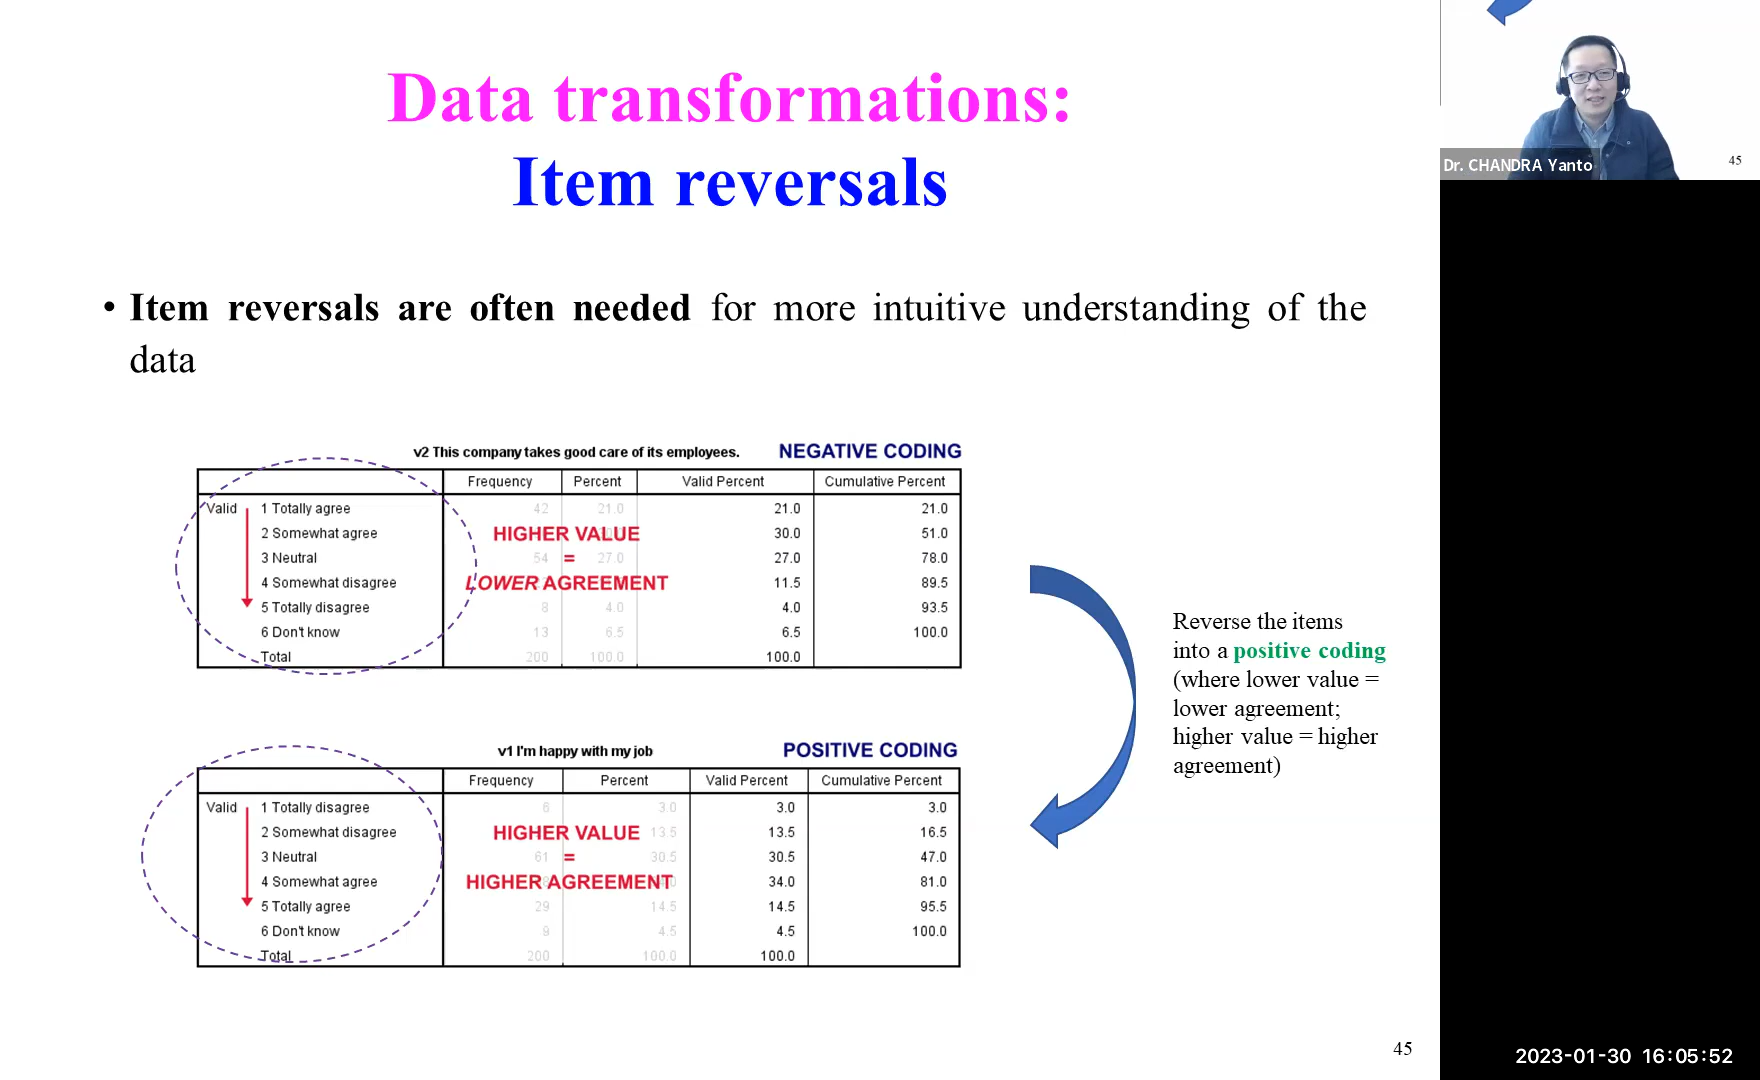 Data transformations:
Item reversals
• Item reversals are often needed for more intuitive understanding of the
data
v2 This company takes good care of its employees. NEGATIVE CODING
Frequency Percent Valid Percent Cumulative Percent
Valid 1 Totally agree 42 21.0 21.0 21.0
2 Somewhat agree HIGHER VALUE 30.0 51.0
3 Neutral 54 = 27.0 27.0 78.0
4 Somewhat disagree LOWER AGREEMENT 11.5 89.5
5 Totally disagree 8 4.0 4.0 93.5
6 Don't know 13 6.5 6.5 100.0
Total 200 100.0 100.0
v1 I'm happy with my job POSITIVE CODING
Frequency Percent Valid Percent Cumulative Percent
Valid 1 Totally disagree 6 3.0 3.0 3.0
2 Somewhat disagree HIGHER VALUE 13.5 13.5 16.5
3 Neutral 61 = 30.5 30.5 47.0
4 Somewhat agree HIGHER AGREEMENT 34.0 81.0
5 Totally agree 29 14.5 14.5 95.5
6 Don't know 9 4.5 4.5 100.0
Total 200 100.0 100.0
Reverse the items
into a positive coding
(where lower value =
lower agreement;
higher value = higher
agreement)
45
Dr. CHANDRA Yanto
45
2023-01-30 16:05:52